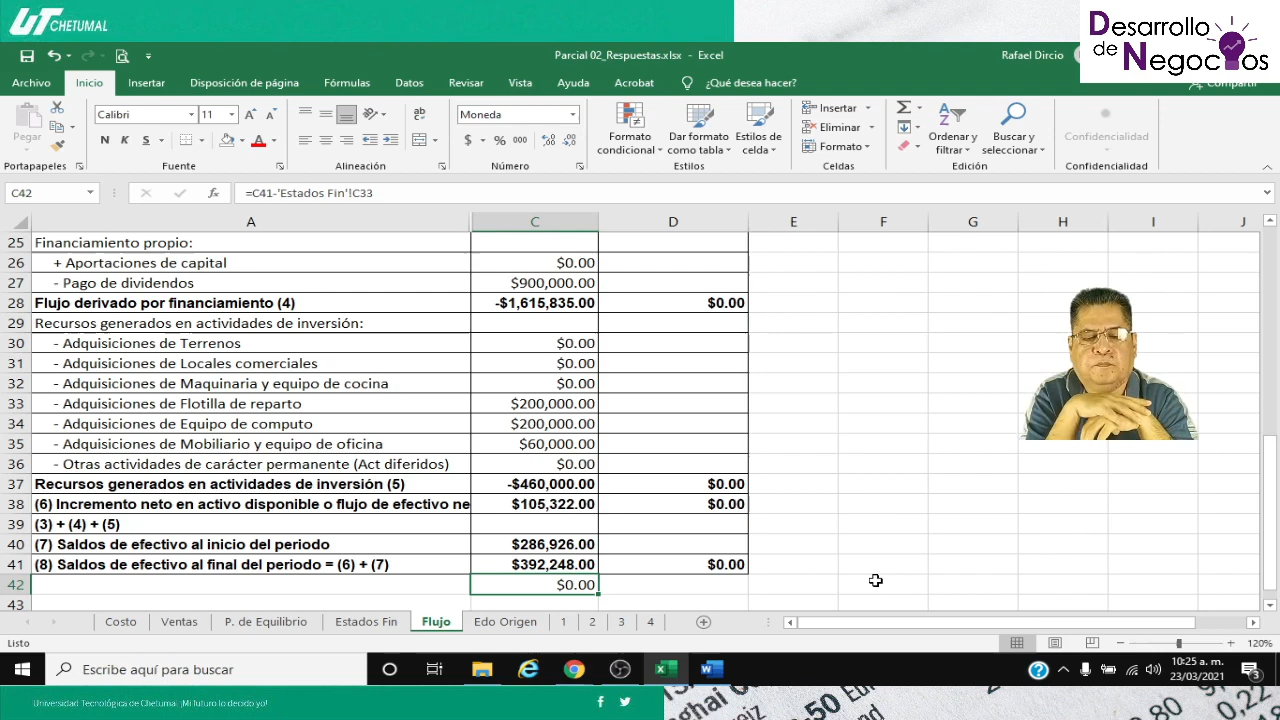 UT CHETUMAL
Desarrollo
de
Negocios
Parcial 02_Respuestas.xlsx - Excel
Rafael Dircio
Archivo Inicio Insertar Disposición de página Fórmulas Datos Revisar Vista Ayuda Acrobat ¿Qué desea hacer? Compartir
Pegar
Calibri 11
N K S
Moneda
$ % 000
Formato condicional
Dar formato como tabla
Estilos de celda
Insertar
Eliminar
Formato
Ordenar y filtrar
Buscar y seleccionar
Confidencialidad
Portapapeles Fuente Alineación Número Estilos Celdas Edición Confidencialidad
C42 fx =C41-'Estados Fin'!C33
A C D E F G H I J
25 Financiamiento propio:
26 + Aportaciones de capital $0.00
27 - Pago de dividendos $900,000.00
28 Flujo derivado por financiamiento (4) -$1,615,835.00 $0.00
29 Recursos generados en actividades de inversión:
30 - Adquisiciones de Terrenos $0.00
31 - Adquisiciones de Locales comerciales $0.00
32 - Adquisiciones de Maquinaria y equipo de cocina $0.00
33 - Adquisiciones de Flotilla de reparto $200,000.00
34 - Adquisiciones de Equipo de computo $200,000.00
35 - Adquisiciones de Mobiliario y equipo de oficina $60,000.00
36 - Otras actividades de carácter permanente (Act diferidos) $0.00
37 Recursos generados en actividades de inversión (5) -$460,000.00 $0.00
38 (6) Incremento neto en activo disponible o flujo de efectivo ne $105,322.00 $0.00
39 (3) + (4) + (5)
40 (7) Saldos de efectivo al inicio del periodo $286,926.00
41 (8) Saldos de efectivo al final del periodo = (6) + (7) $392,248.00 $0.00
42 $0.00
43
Costo Ventas P. de Equilibrio Estados Fin Flujo Edo Origen 1 2 3 4
Listo 120%
Escribe aquí para buscar
10:25 a. m.
23/03/2021
3
Universidad Tecnológica de Chetumal. ¡Mi futuro lo decido yo!